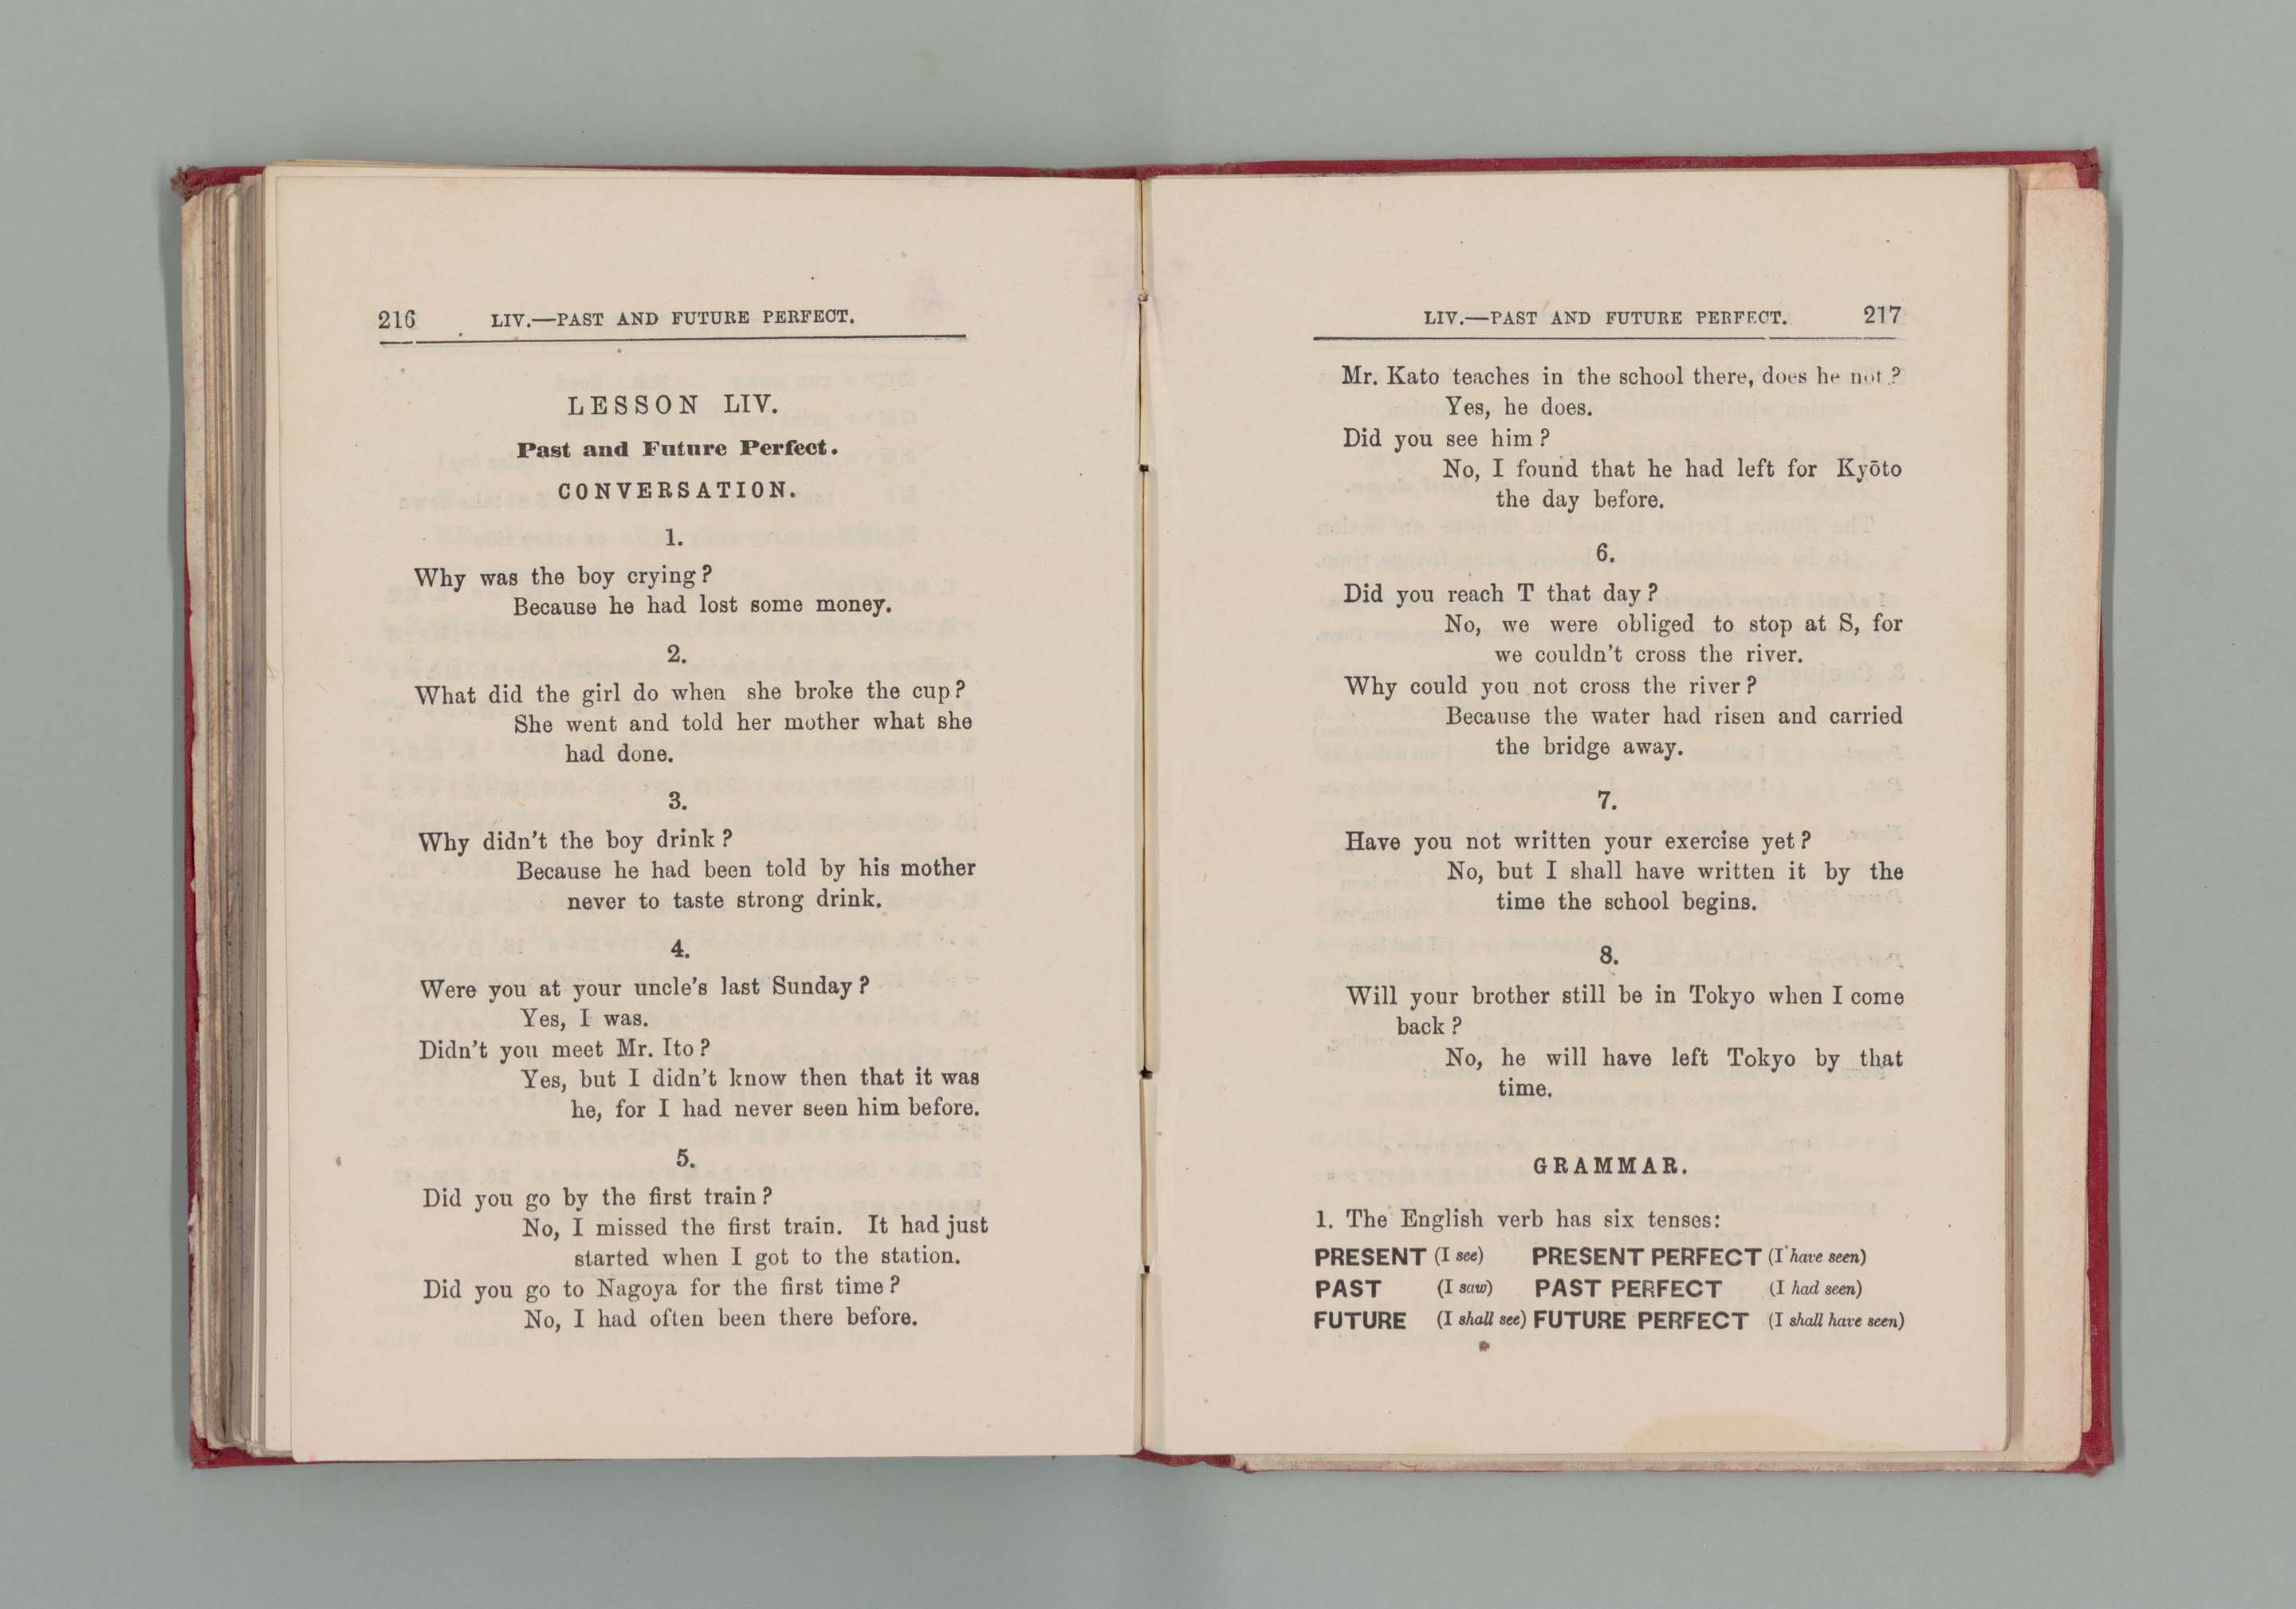 216 LIV.—PAST AND FUTURE PERFECT.
LESSON LIV.
Past and Future Perfect.
CONVERSATION.
1.
Why was the boy crying?
Because he had lost some money.
2.
What did the girl do when she broke the cup?
She went and told her mother what she
had done.
3.
Why didn't the boy drink?
Because he had been told by his mother
never to taste strong drink.
4.
Were you at your uncle's last Sunday?
Yes, I was.
Didn't you meet Mr. Ito?
Yes, but I didn't know then that it was
he, for I had never seen him before.
5.
Did you go by the first train?
No, I missed the first train. It had just
started when I got to the station.
Did you go to Nagoya for the first time?
No, I had often been there before.
LIV.—PAST AND FUTURE PERFECT. 217
Mr. Kato teaches in the school there, does he not?
Yes, he does.
Did you see him?
No, I found that he had left for Kyōto
the day before.
6.
Did you reach T that day?
No, we were obliged to stop at S, for
we couldn't cross the river.
Why could you not cross the river?
Because the water had risen and carried
the bridge away.
7.
Have you not written your exercise yet?
No, but I shall have written it by the
time the school begins.
8.
Will your brother still be in Tokyo when I come
back?
No, he will have left Tokyo by that
time.
GRAMMAR.
1. The English verb has six tenses:
PRESENT (I see) PRESENT PERFECT (I have seen)
PAST (I saw) PAST PERFECT (I had seen)
FUTURE (I shall see) FUTURE PERFECT (I shall have seen)